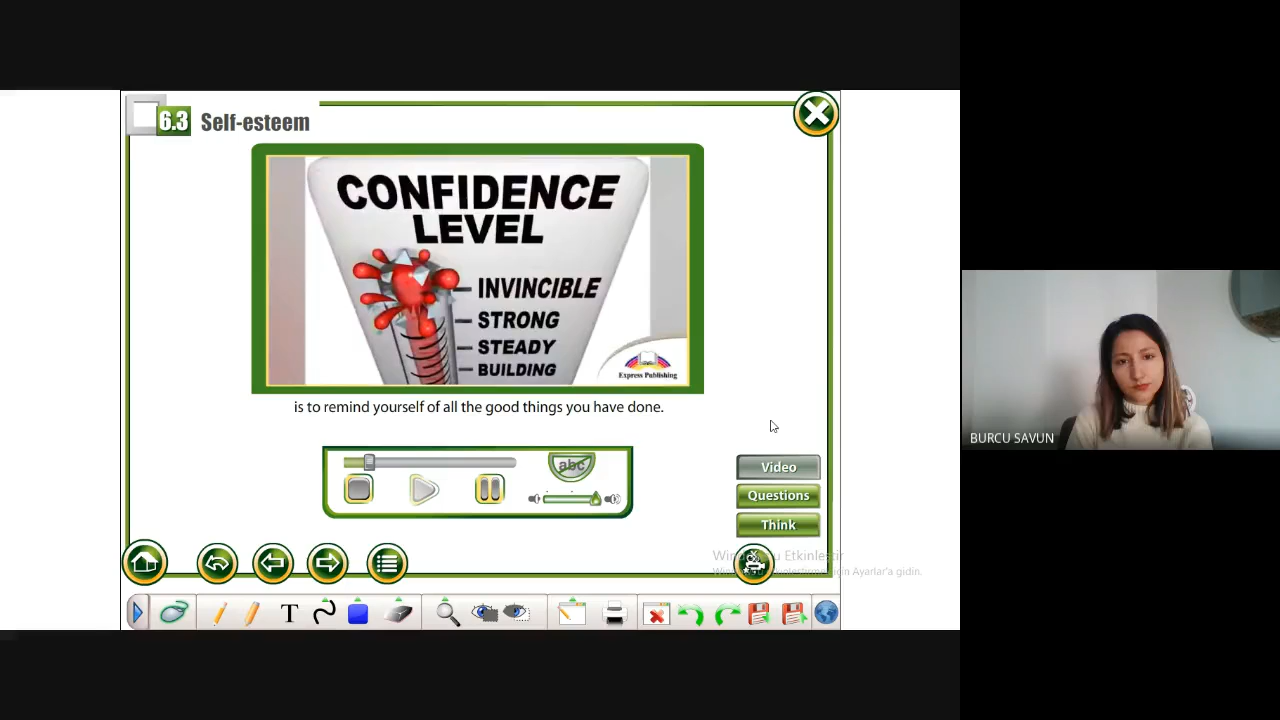 6.3 Self-esteem
CONFIDENCE
LEVEL
INVINCIBLE
STRONG
STEADY
BUILDING
Express Publishing
is to remind yourself of all the good things you have done.
abc
Video
Questions
Think
BURCU SAVUN
T